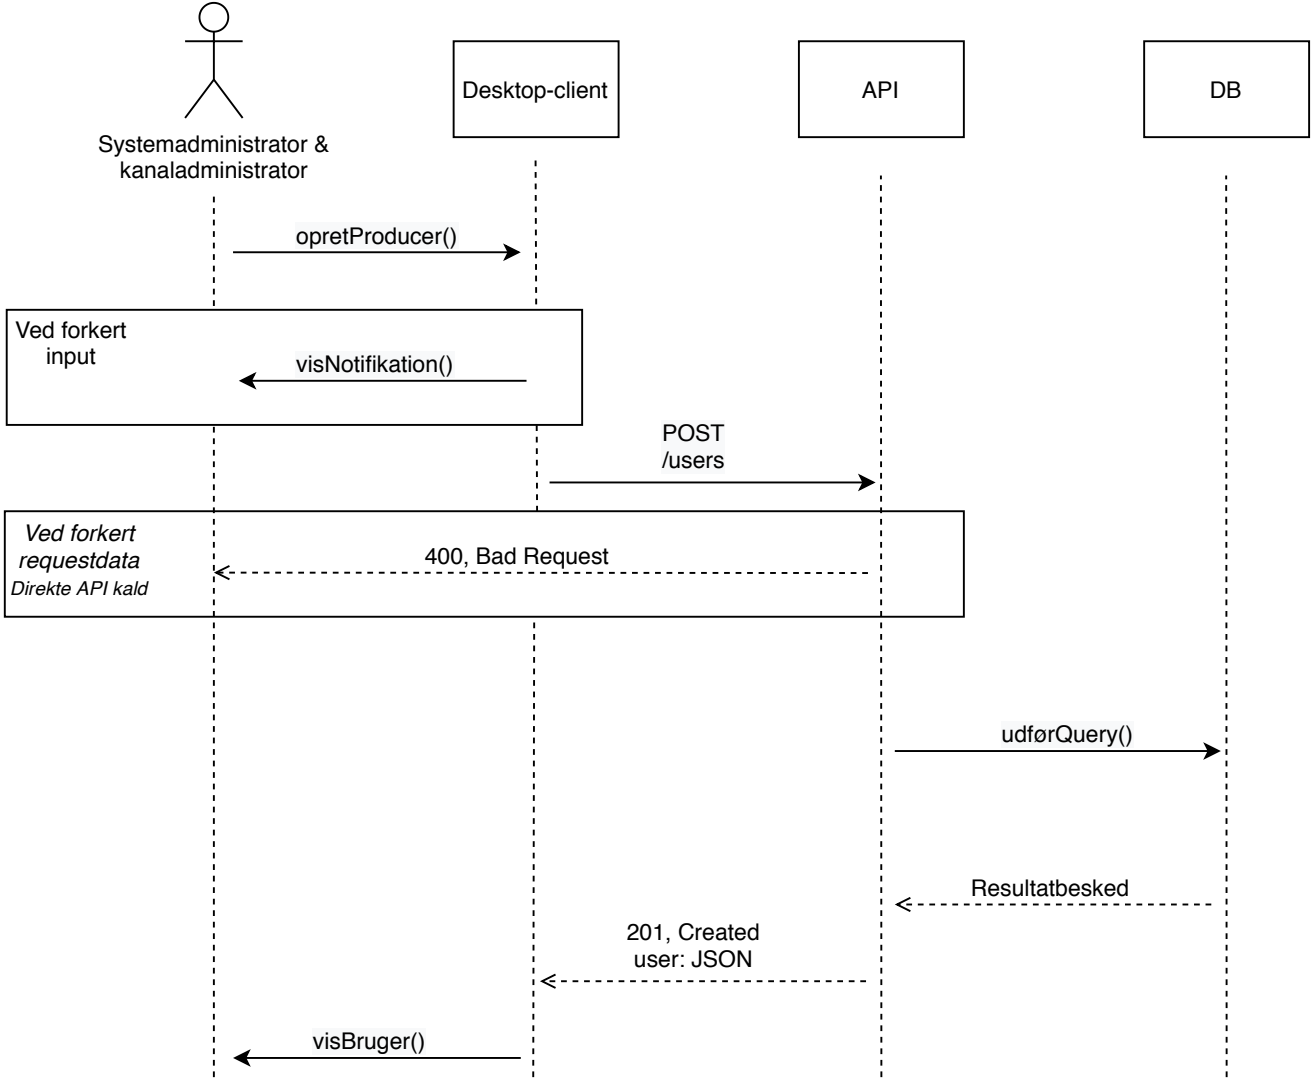 Systemadministrator &
kanaladministrator
Desktop-client
API
DB
opretProducer()
Ved forkert
input
visNotifikation()
POST
/users
Ved forkert
requestdata
Direkte API kald
400, Bad Request
udførQuery()
Resultatbesked
201, Created
user: JSON
visBruger()